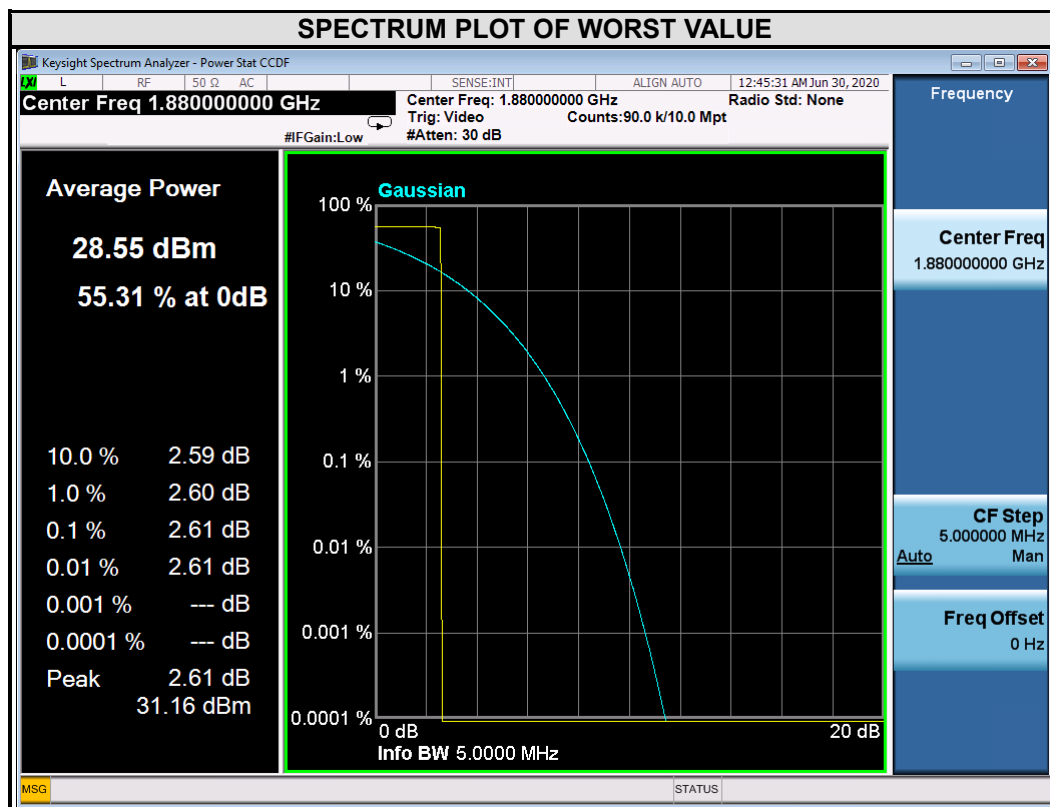 SPECTRUM PLOT OF WORST VALUE
Keysight Spectrum Analyzer - Power Stat CCDF
LXI L RF 50 Ω AC SENSE:INT ALIGN AUTO 12:45:31 AM Jun 30, 2020
Center Freq 1.880000000 GHz
Center Freq: 1.880000000 GHz Radio Std: None
Trig: Video Counts:90.0 k/10.0 Mpt
#IFGain:Low #Atten: 30 dB
Average Power
28.55 dBm
55.31 % at 0dB
10.0 % 2.59 dB
1.0 % 2.60 dB
0.1 % 2.61 dB
0.01 % 2.61 dB
0.001 % --- dB
0.0001 % --- dB
Peak 2.61 dB
31.16 dBm
Gaussian
100 %
10 %
1 %
0.1 %
0.01 %
0.001 %
0.0001 %
0 dB 20 dB
Info BW 5.0000 MHz
Frequency
Center Freq
1.880000000 GHz
CF Step
5.000000 MHz
Auto Man
Freq Offset
0 Hz
MSG STATUS